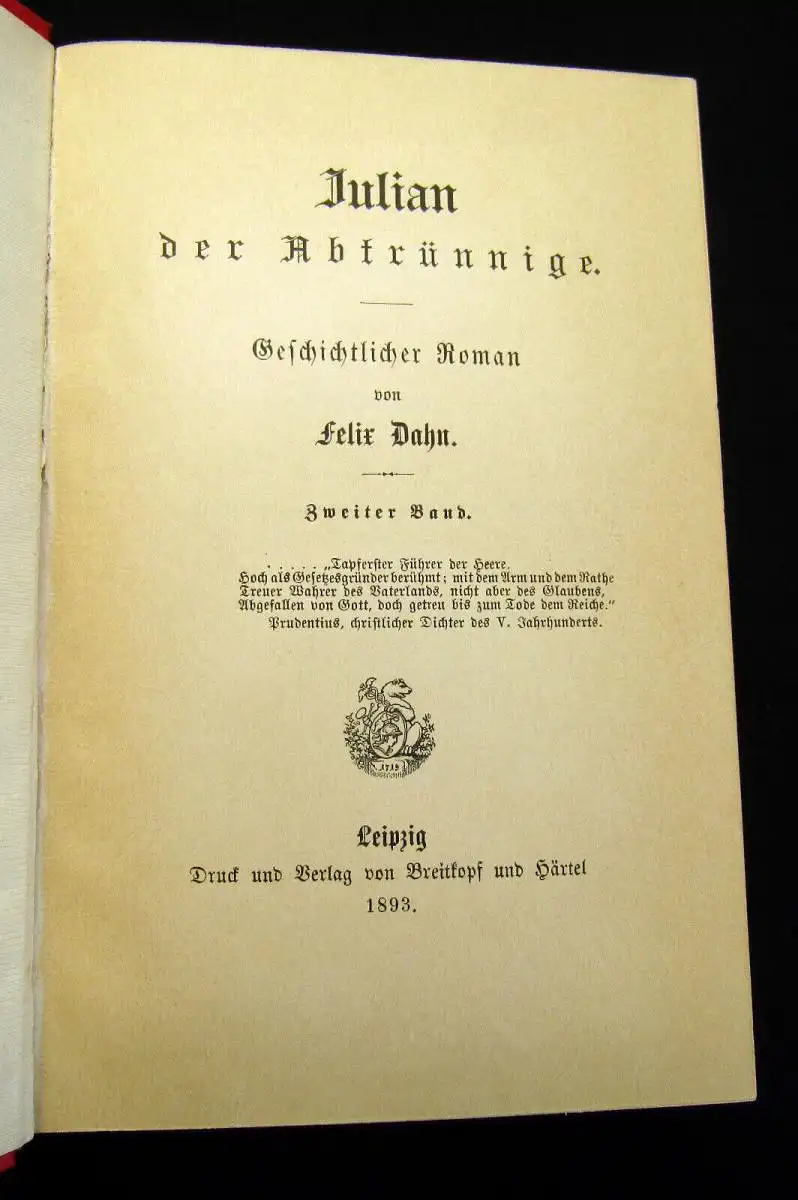 Julian
der Abtrünnige.
Geschichtlicher Roman
von
Felix Dahn.
Zweiter Band.
. . . . . „Tapferster Führer der Heere,
Hoch als Gesetzesgründer berühmt; mit dem Arm und dem Rathe
Treuer Wahrer des Vaterlands, nicht aber des Glaubens,
Abgefallen von Gott, doch getreu bis zum Tode dem Reiche.“
Prudentius, christlicher Dichter des V. Jahrhunderts.
1719
Leipzig
Druck und Verlag von Breitkopf und Härtel
1893.